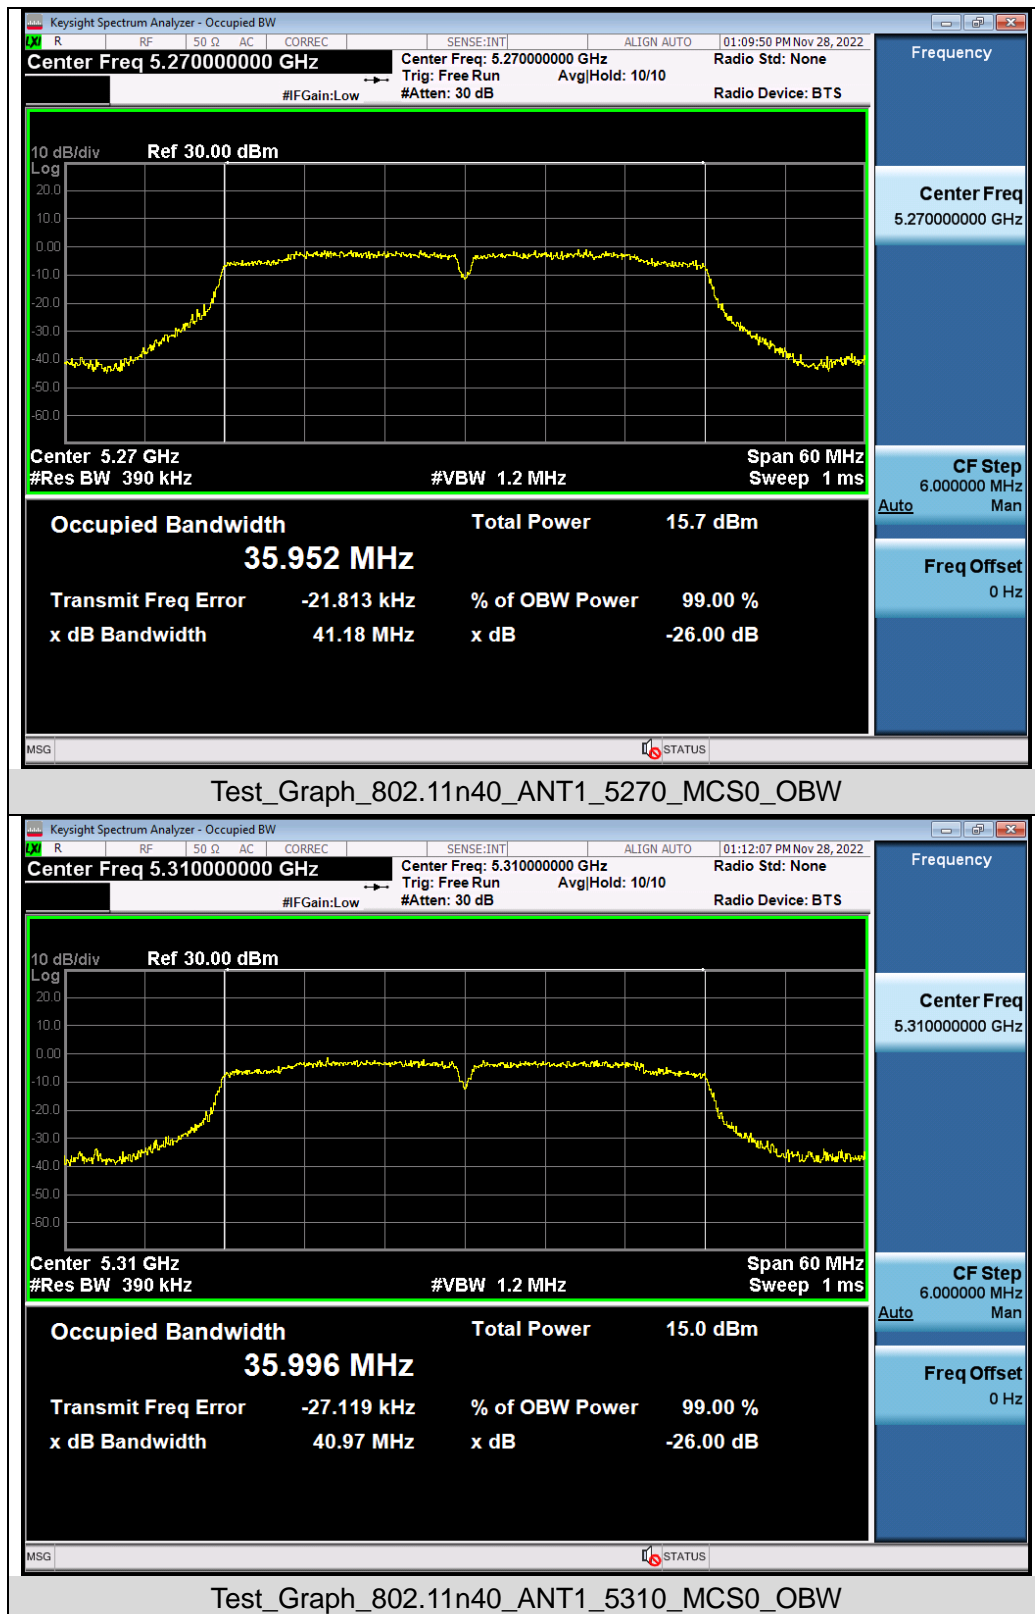 Keysight Spectrum Analyzer - Occupied BW
LXI R RF 50 Ω AC CORREC SENSE:INT ALIGN AUTO 01:09:50 PM Nov 28, 2022
Center Freq 5.270000000 GHz
Center Freq: 5.270000000 GHz Radio Std: None
Trig: Free Run Avg|Hold: 10/10
#IFGain:Low #Atten: 30 dB Radio Device: BTS
Frequency
10 dB/div Ref 30.00 dBm
Log
20.0
10.0
0.00
-10.0
-20.0
-30.0
-40.0
-50.0
-60.0
Center 5.27 GHz Span 60 MHz
#Res BW 390 kHz #VBW 1.2 MHz Sweep 1 ms
Center Freq
5.270000000 GHz
CF Step
6.000000 MHz
Auto Man
Freq Offset
0 Hz
Occupied Bandwidth Total Power 15.7 dBm
35.952 MHz
Transmit Freq Error -21.813 kHz % of OBW Power 99.00 %
x dB Bandwidth 41.18 MHz x dB -26.00 dB
MSG STATUS
Test_Graph_802.11n40_ANT1_5270_MCS0_OBW
Keysight Spectrum Analyzer - Occupied BW
LXI R RF 50 Ω AC CORREC SENSE:INT ALIGN AUTO 01:12:07 PM Nov 28, 2022
Center Freq 5.310000000 GHz
Center Freq: 5.310000000 GHz Radio Std: None
Trig: Free Run Avg|Hold: 10/10
#IFGain:Low #Atten: 30 dB Radio Device: BTS
Frequency
10 dB/div Ref 30.00 dBm
Log
20.0
10.0
0.00
-10.0
-20.0
-30.0
-40.0
-50.0
-60.0
Center 5.31 GHz Span 60 MHz
#Res BW 390 kHz #VBW 1.2 MHz Sweep 1 ms
Center Freq
5.310000000 GHz
CF Step
6.000000 MHz
Auto Man
Freq Offset
0 Hz
Occupied Bandwidth Total Power 15.0 dBm
35.996 MHz
Transmit Freq Error -27.119 kHz % of OBW Power 99.00 %
x dB Bandwidth 40.97 MHz x dB -26.00 dB
MSG STATUS
Test_Graph_802.11n40_ANT1_5310_MCS0_OBW